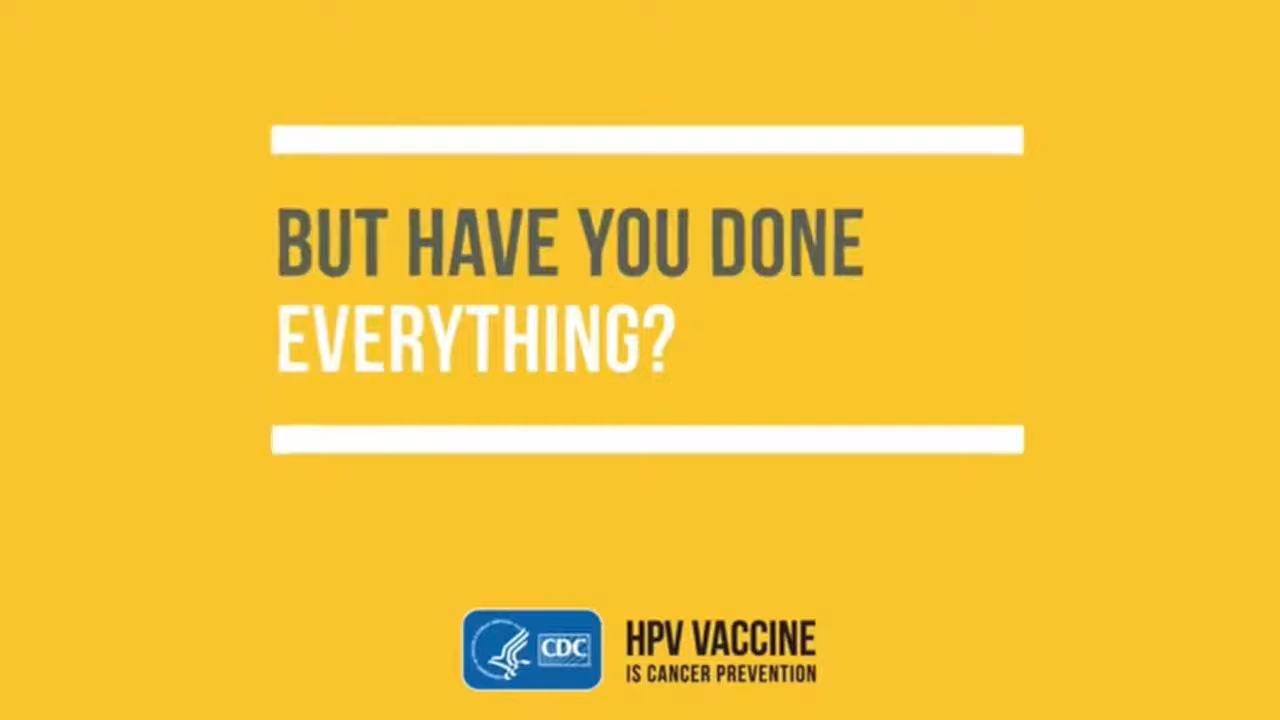 BUT HAVE YOU DONE
EVERYTHING?
CDC
HPV VACCINE
IS CANCER PREVENTION